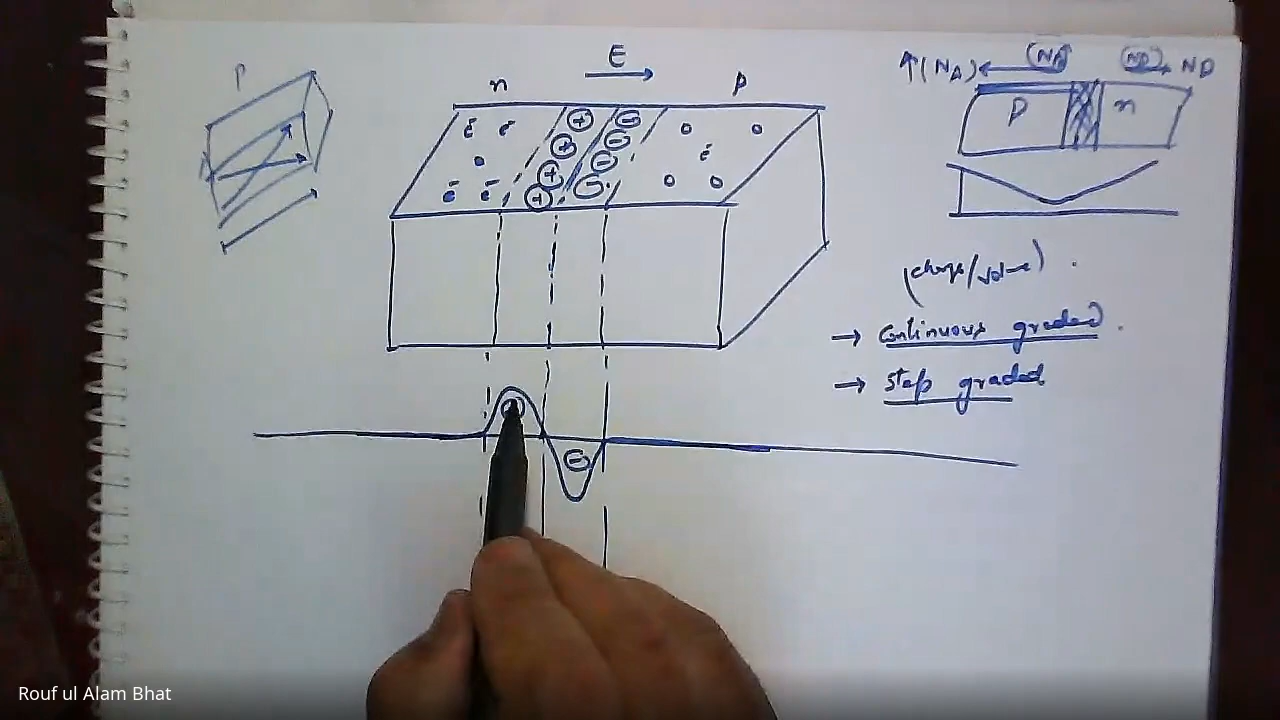 P
E
n
p
↑(NA) ← (NA) (ND) → ND
P n
(charge/volume).
→ Continuous graded.
→ Step graded
Rouf ul Alam Bhat